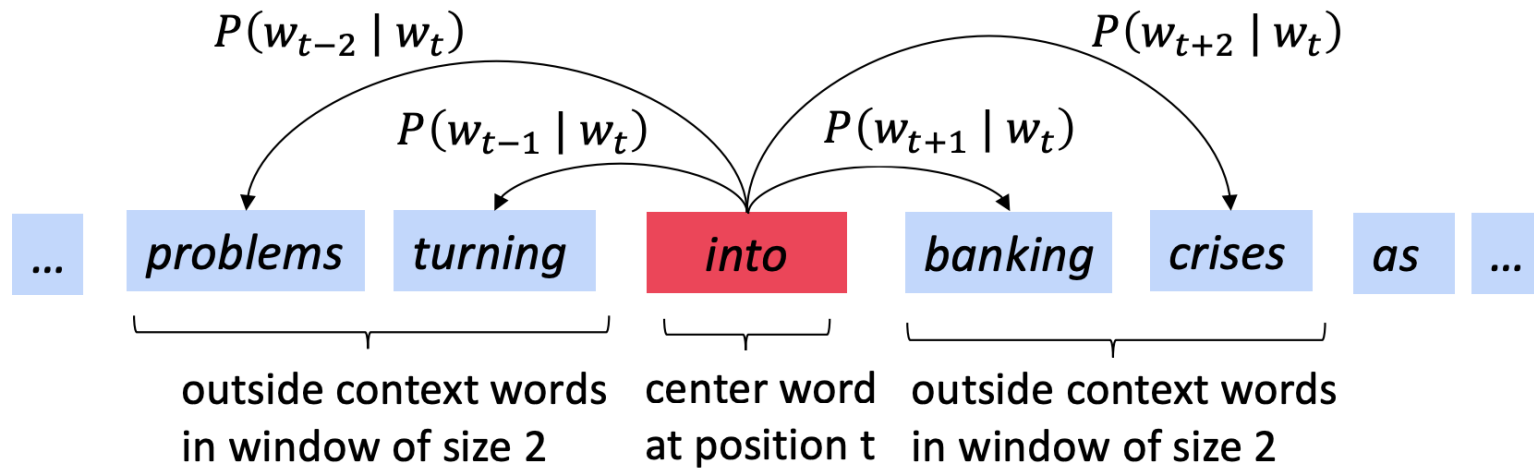 P(w_{t−2} | w_t) P(w_{t+2} | w_t)
P(w_{t−1} | w_t) P(w_{t+1} | w_t)
... problems turning into banking crises as ...
outside context words center word outside context words
in window of size 2 at position t in window of size 2